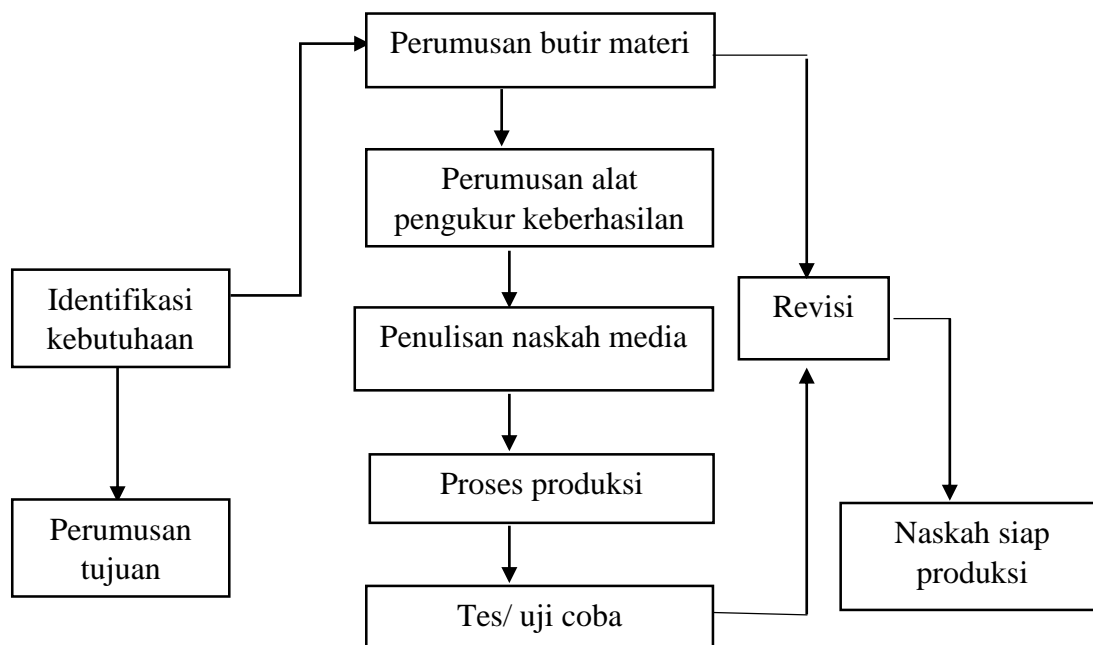 Perumusan butir materi
Perumusan alat
pengukur keberhasilan
Identifikasi
kebutuhaan
Revisi
Penulisan naskah media
Proses produksi
Perumusan
tujuan
Naskah siap
produksi
Tes/ uji coba